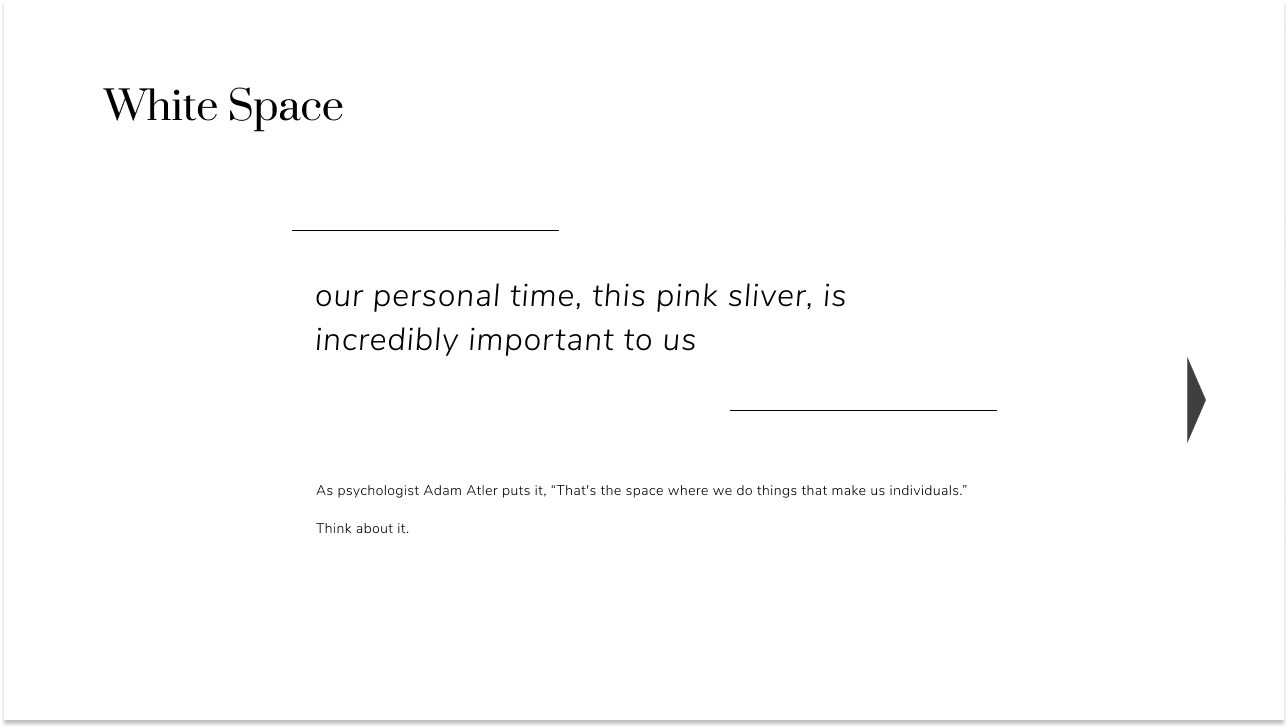 White Space
our personal time, this pink sliver, is
incredibly important to us
As psychologist Adam Atler puts it, “That's the space where we do things that make us individuals.”
Think about it.